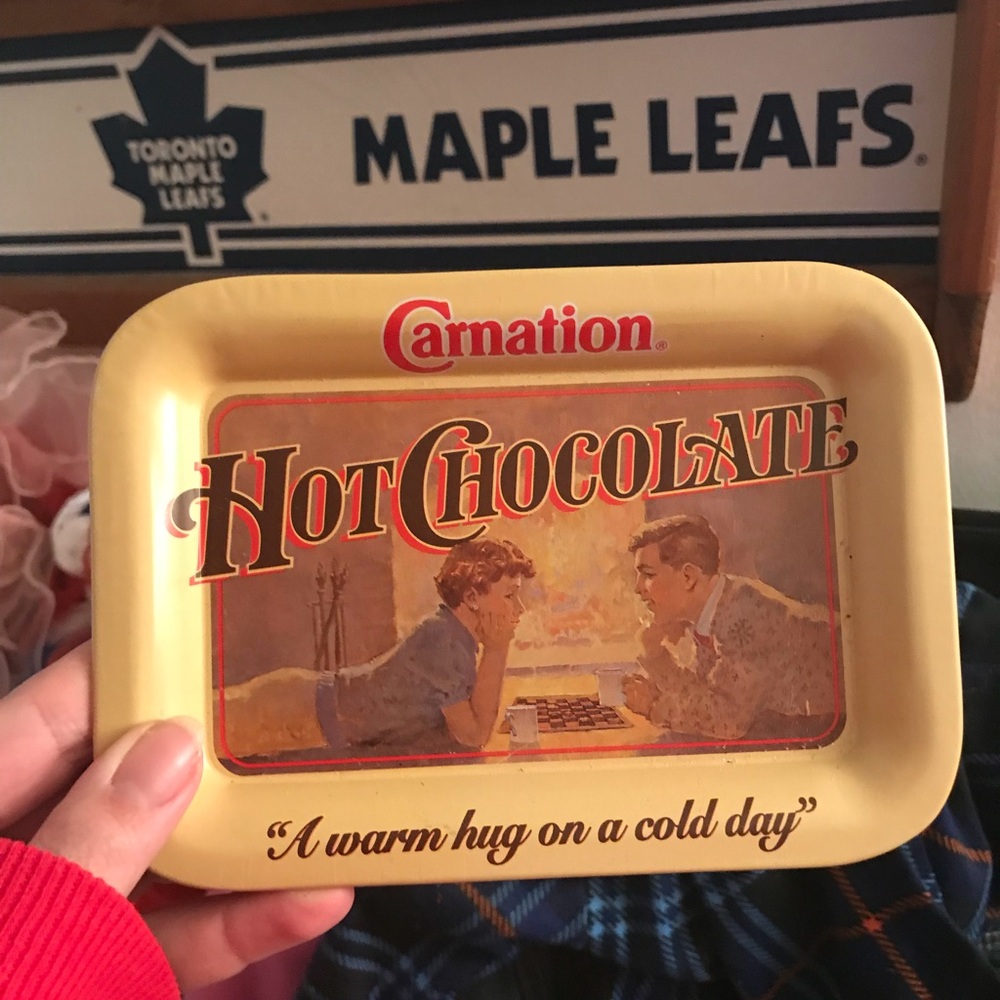 TORONTO
MAPLE
LEAFS
MAPLE LEAFS®
Carnation®
HOT CHOCOLATE
"A warm hug on a cold day"